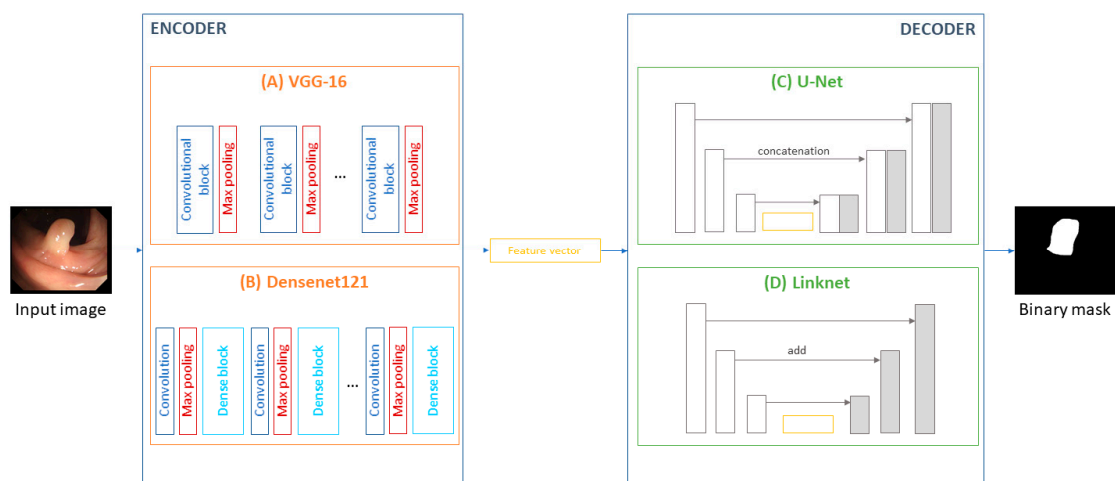 ENCODER
(A) VGG-16
Convolutional
block
Max pooling
Convolutional
block
Max pooling
...
Convolutional
block
Max pooling
(B) Densenet121
Convolution
Max pooling
Dense block
Convolution
Max pooling
Dense block
...
Convolution
Max pooling
Dense block
Input image
Feature vector
DECODER
(C) U-Net
concatenation
(D) Linknet
add
Binary mask